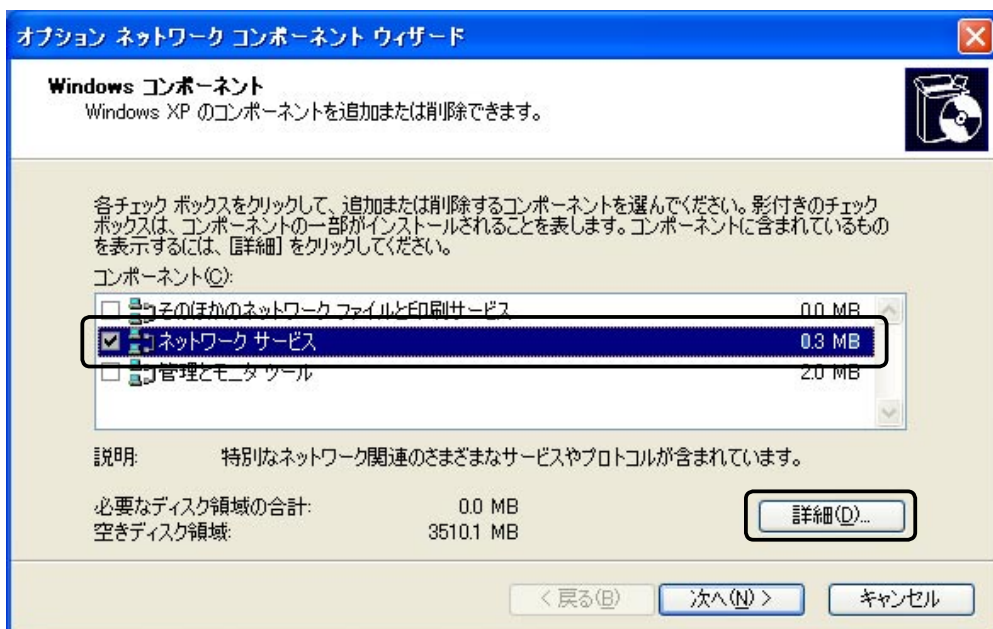 オプション ネットワーク コンポーネント ウィザード
Windows コンポーネント
Windows XP のコンポーネントを追加または削除できます。
各チェック ボックスをクリックして、追加または削除するコンポーネントを選んでください。影付きのチェック
ボックスは、コンポーネントの一部がインストールされることを表します。コンポーネントに含まれているもの
を表示するには、[詳細] をクリックしてください。
コンポーネント(C):
そのほかのネットワーク ファイルと印刷サービス 0.0 MB
ネットワーク サービス 0.3 MB
管理とモニタ ツール 2.0 MB
説明: 特別なネットワーク関連のさまざまなサービスやプロトコルが含まれています。
必要なディスク領域の合計: 0.0 MB
空きディスク領域: 3510.1 MB
詳細(D)...
< 戻る(B) 次へ(N) > キャンセル